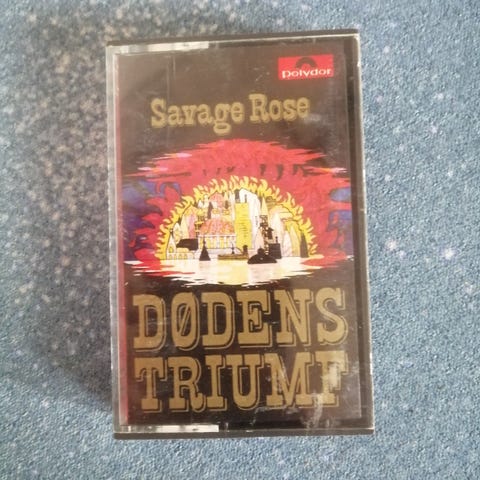 polydor
Savage Rose
DØDENS
TRIUMF